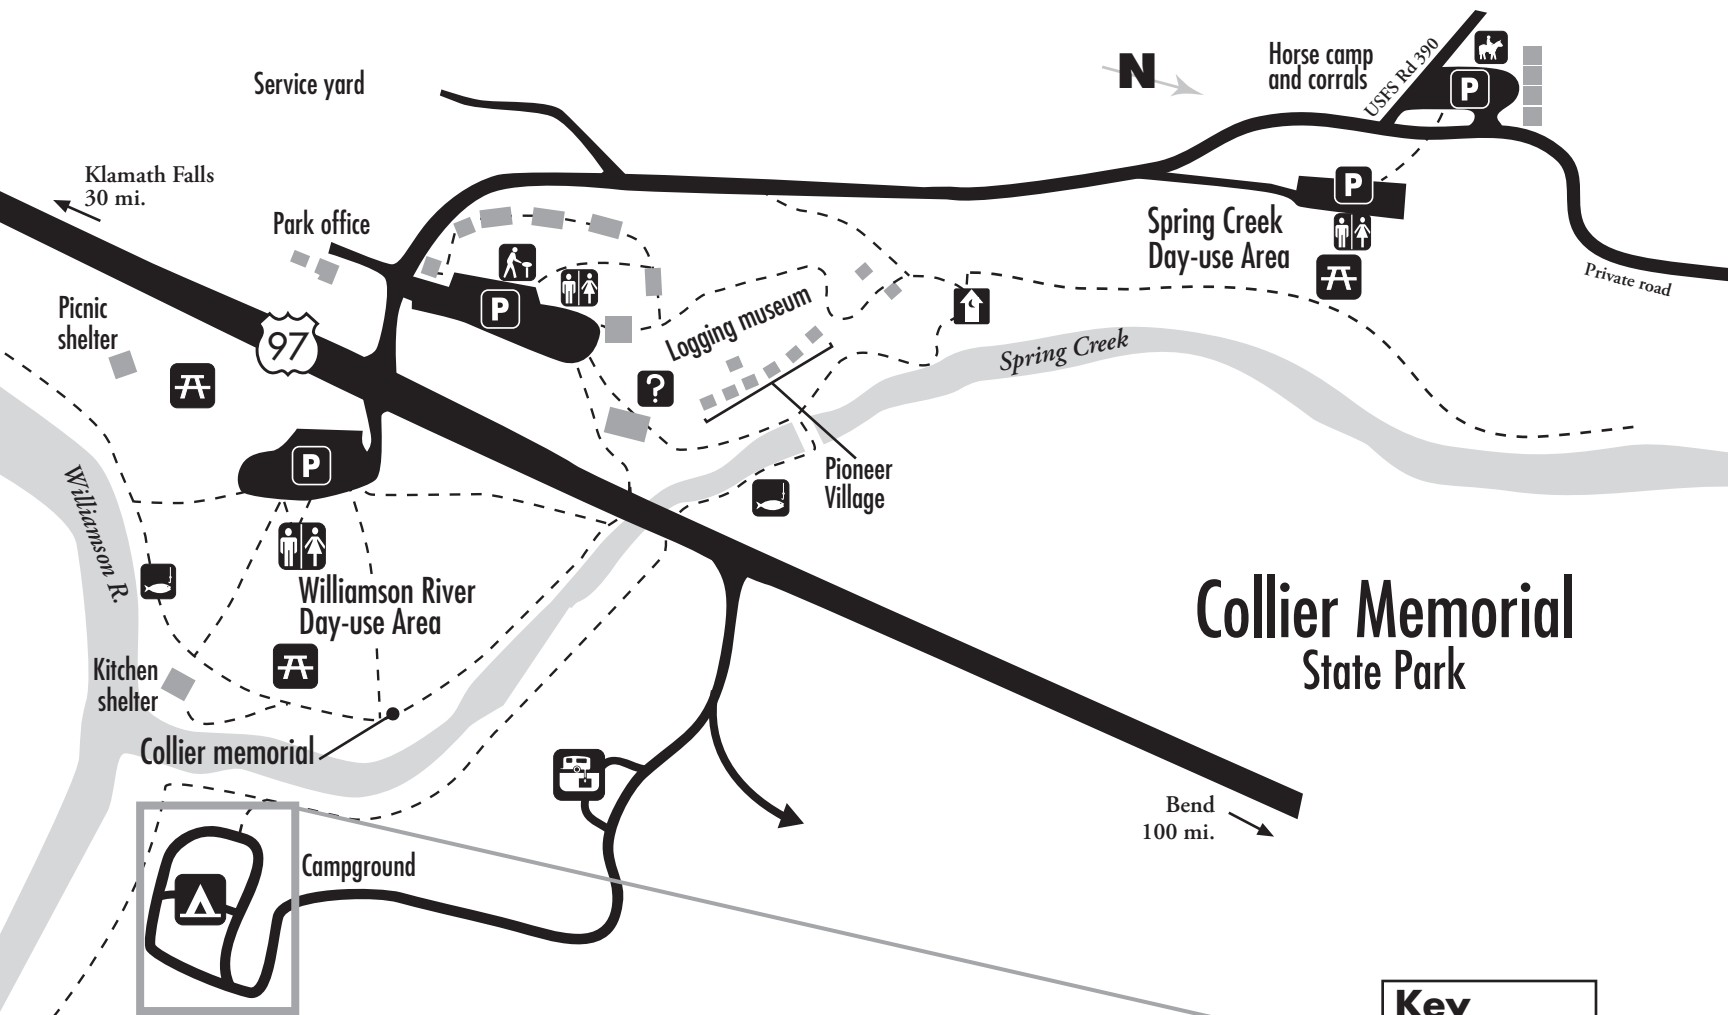 Service yard
N
Horse camp
and corrals
USFS Rd 390
P
Klamath Falls
30 mi.
Park office
P
Spring Creek
Day-use Area
Private road
Picnic
shelter
97
P
Logging museum
Spring Creek
?
Pioneer
Village
P
Williamson R.
Williamson River
Day-use Area
Collier Memorial
State Park
Kitchen
shelter
Collier memorial
Bend
100 mi.
Campground
Key